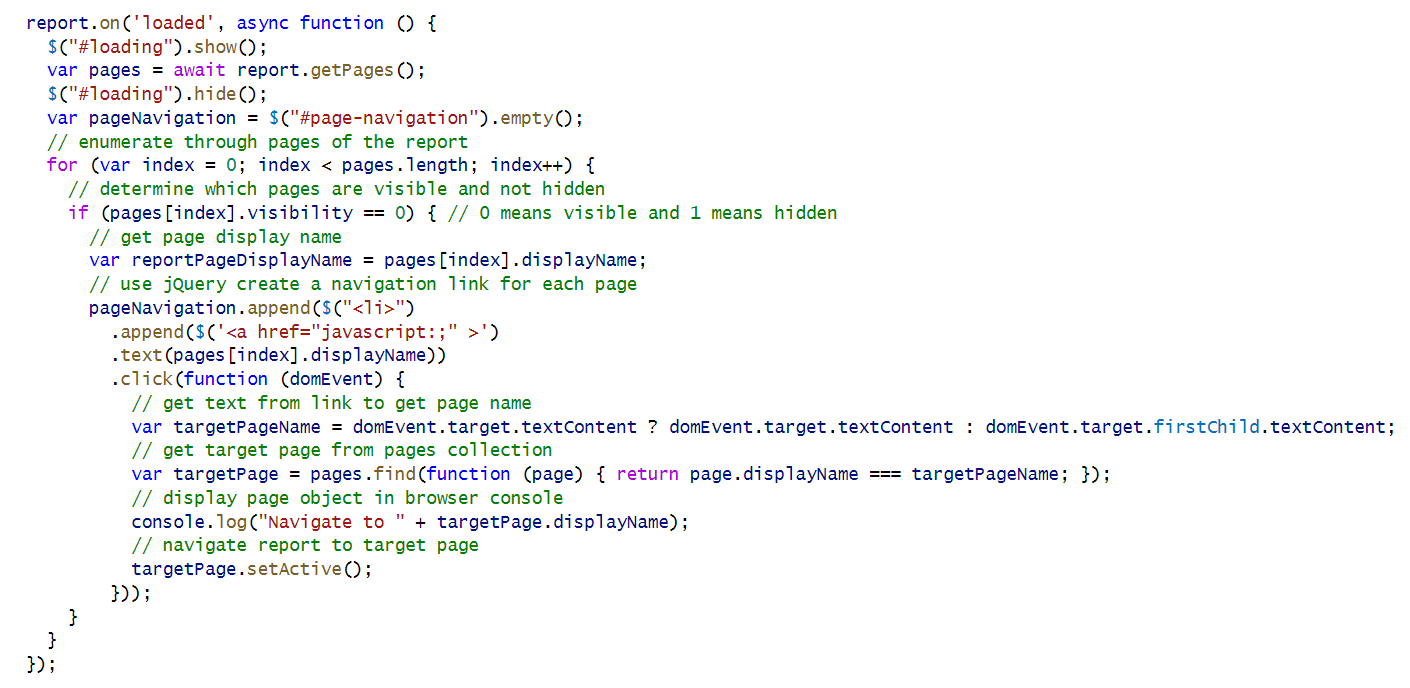 report.on('loaded', async function () {
  $("#loading").show();
  var pages = await report.getPages();
  $("#loading").hide();
  var pageNavigation = $("#page-navigation").empty();
  // enumerate through pages of the report
  for (var index = 0; index < pages.length; index++) {
    // determine which pages are visible and not hidden
    if (pages[index].visibility == 0) { // 0 means visible and 1 means hidden
      // get page display name
      var reportPageDisplayName = pages[index].displayName;
      // use jQuery create a navigation link for each page
      pageNavigation.append($("<li>")
        .append($('<a href="javascript:;" >')
        .text(pages[index].displayName))
        .click(function (domEvent) {
          // get text from link to get page name
          var targetPageName = domEvent.target.textContent ? domEvent.target.textContent : domEvent.target.firstChild.textContent;
          // get target page from pages collection
          var targetPage = pages.find(function (page) { return page.displayName === targetPageName; });
          // display page object in browser console
          console.log("Navigate to " + targetPage.displayName);
          // navigate report to target page
          targetPage.setActive();
        }));
    }
  }
});